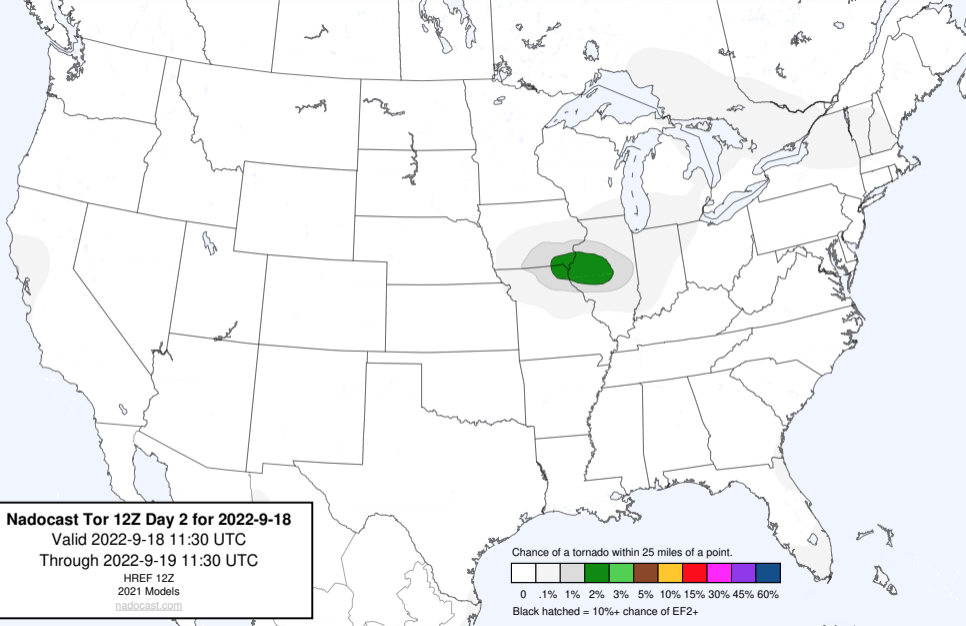 Nadocast Tor 12Z Day 2 for 2022-9-18
Valid 2022-9-18 11:30 UTC
Through 2022-9-19 11:30 UTC
HREF 12Z
2021 Models
nadocast.com
Chance of a tornado within 25 miles of a point.
0 .1% 1% 2% 3% 5% 10% 15% 30% 45% 60%
Black hatched = 10%+ chance of EF2+